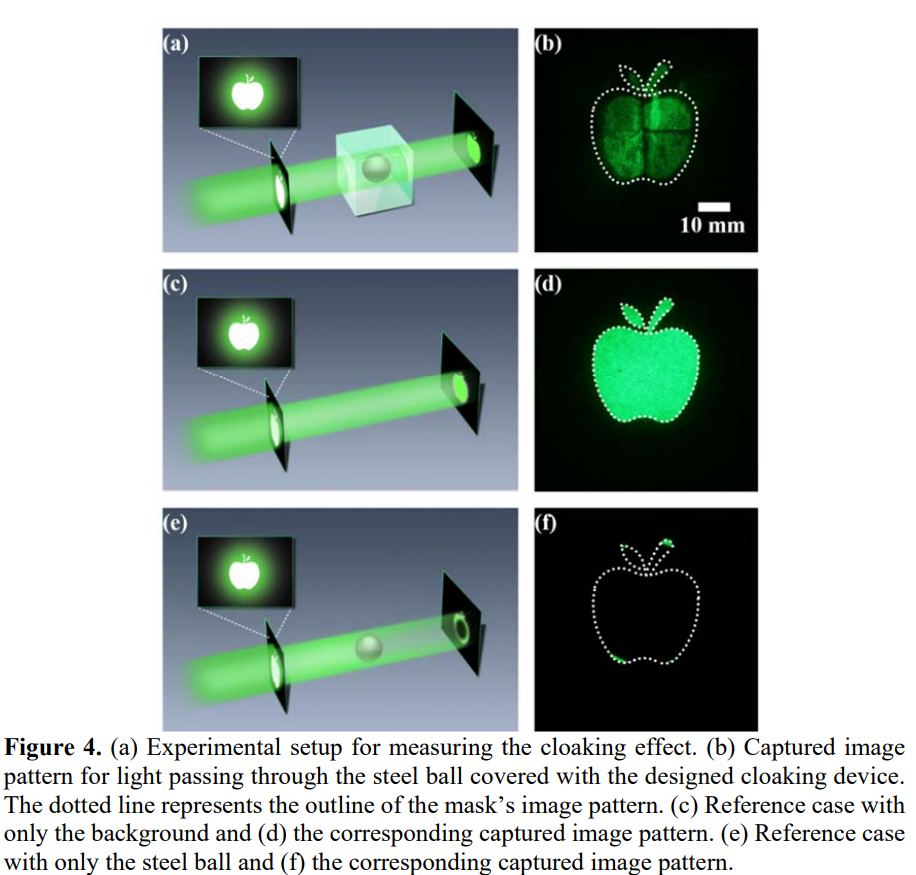 (a)
(b)
10 mm
(c)
(d)
(e)
(f)
Figure 4. (a) Experimental setup for measuring the cloaking effect. (b) Captured image
pattern for light passing through the steel ball covered with the designed cloaking device.
The dotted line represents the outline of the mask’s image pattern. (c) Reference case with
only the background and (d) the corresponding captured image pattern. (e) Reference case
with only the steel ball and (f) the corresponding captured image pattern.